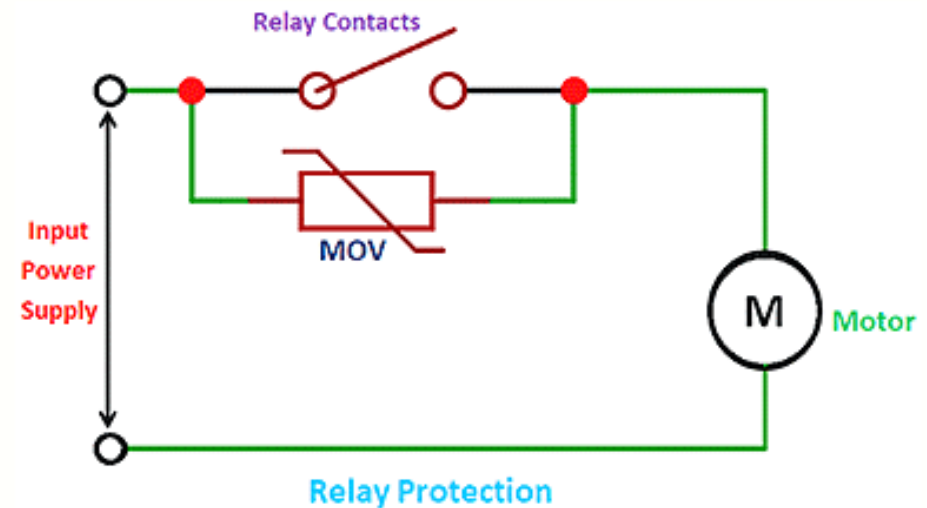 Relay Contacts
MOV
Input
Power
Supply
M
Motor
Relay Protection